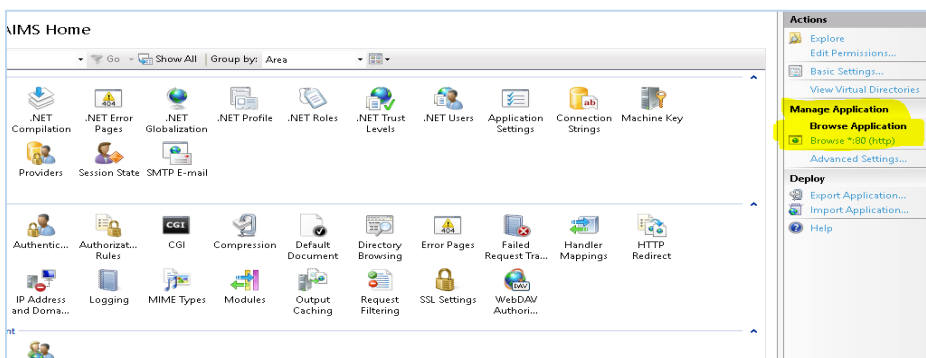 AIMS Home
Go Show All Group by: Area
.NET Compilation
.NET Error Pages
.NET Globalization
.NET Profile
.NET Roles
.NET Trust Levels
.NET Users
Application Settings
Connection Strings
Machine Key
Providers
Session State
SMTP E-mail
Authentic...
Authorizat... Rules
CGI
Compression
Default Document
Directory Browsing
Error Pages
Failed Request Tra...
Handler Mappings
HTTP Redirect
IP Address and Doma...
Logging
MIME Types
Modules
Output Caching
Request Filtering
SSL Settings
WebDAV Authori...
nt
Actions
Explore
Edit Permissions...
Basic Settings...
View Virtual Directories
Manage Application
Browse Application
Browse *:80 (http)
Advanced Settings...
Deploy
Export Application...
Import Application...
Help